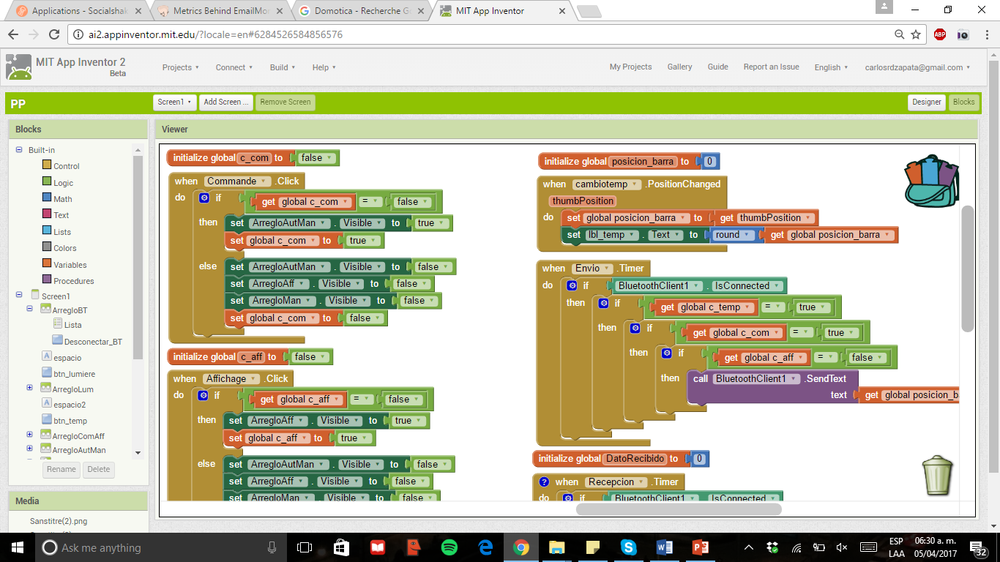 Applications - Socialshak
Metrics Behind EmailMon
Domotica - Recherche G
MIT App Inventor
ai2.appinventor.mit.edu/?locale=en#6284526584856576
ABP
MIT App Inventor 2
Beta
Projects
Connect
Build
Help
My Projects
Gallery
Guide
Report an Issue
English
carlosrdzapata@gmail.com
PP
Screen1
Add Screen ...
Remove Screen
Designer
Blocks
Blocks
Built-in
Control
Logic
Math
Text
Lists
Colors
Variables
Procedures
Screen1
ArregloBT
Lista
Desconectar_BT
espacio
btn_lumiere
ArregloLum
espacio2
btn_temp
ArregloComAff
ArregloAutMan
Rename
Delete
Media
Sanstitre(2).png
Viewer
initialize global c_com to false
when Commande .Click
do if get global c_com = false
then set ArregloAutMan . Visible to true
set global c_com to true
else set ArregloAutMan . Visible to false
set ArregloAff . Visible to false
set ArregloMan . Visible to false
set global c_com to false
initialize global c_aff to false
when Affichage .Click
do if get global c_aff = false
then set ArregloAff . Visible to true
set global c_aff to true
else set ArregloAutMan . Visible to false
set ArregloAff . Visible to false
set ArregloMan . Visible to false
initialize global posicion_barra to 0
when cambiotemp .PositionChanged
thumbPosition
do set global posicion_barra to get thumbPosition
set lbl_temp . Text to round get global posicion_barra
when Envio .Timer
do if BluetoothClient1 . IsConnected
then if get global c_temp = true
then if get global c_com = true
then if get global c_aff = false
then call BluetoothClient1 .SendText
text get global posicion_b
initialize global DatoRecibido to 0
? when Recepcion .Timer
do if BluetoothClient1 . IsConnected
Ask me anything
ESP
LAA
06:30 a. m.
05/04/2017
32